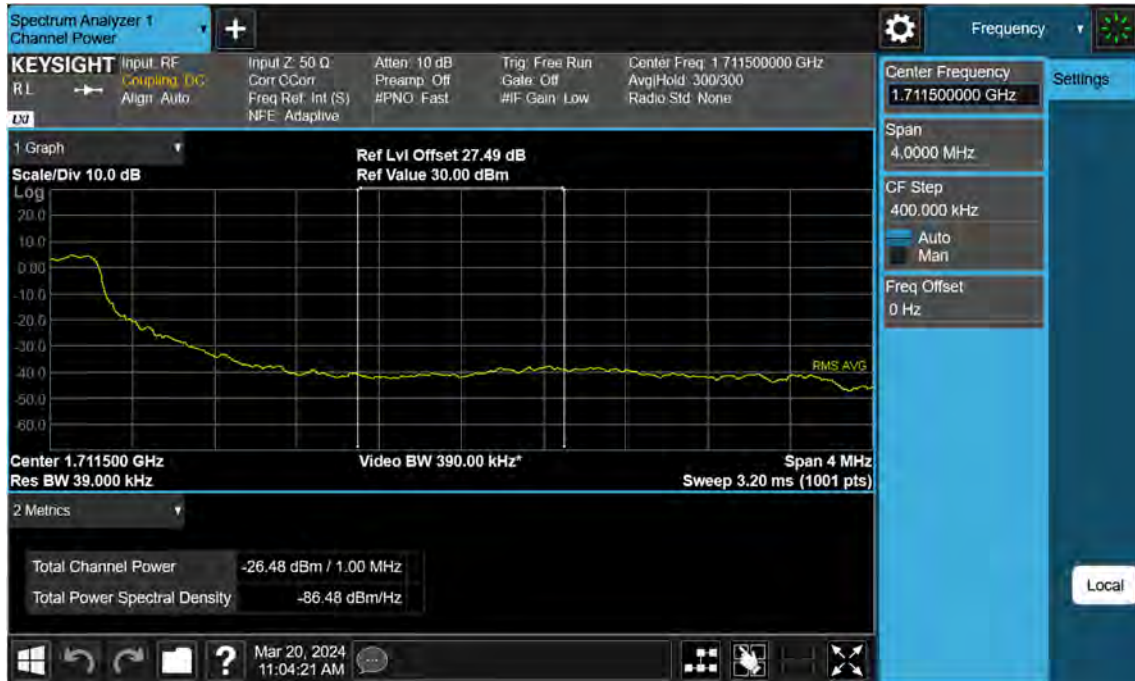 Spectrum Analyzer 1
Channel Power
Frequency
KEYSIGHT
RL
LXI
Input: RF
Coupling: DC
Align: Auto
Input Z: 50 Ω
Corr CCorr
Freq Ref: Int (S)
NFE: Adaptive
Atten: 10 dB
Preamp: Off
#PNO: Fast
Trig: Free Run
Gate: Off
#IF Gain: Low
Center Freq: 1.711500000 GHz
Avg|Hold: 300/300
Radio Std: None
Center Frequency
1.711500000 GHz
Settings
Span
4.0000 MHz
CF Step
400.000 kHz
Auto
Man
Freq Offset
0 Hz
Local
1 Graph
Scale/Div 10.0 dB
Ref Lvl Offset 27.49 dB
Ref Value 30.00 dBm
Log
20.0
10.0
0.00
-10.0
-20.0
-30.0
-40.0
-50.0
-60.0
RMS AVG
Center 1.711500 GHz
Res BW 39.000 kHz
Video BW 390.00 kHz*
Span 4 MHz
Sweep 3.20 ms (1001 pts)
2 Metrics
Total Channel Power -26.48 dBm / 1.00 MHz
Total Power Spectral Density -86.48 dBm/Hz
?
Mar 20, 2024
11:04:21 AM